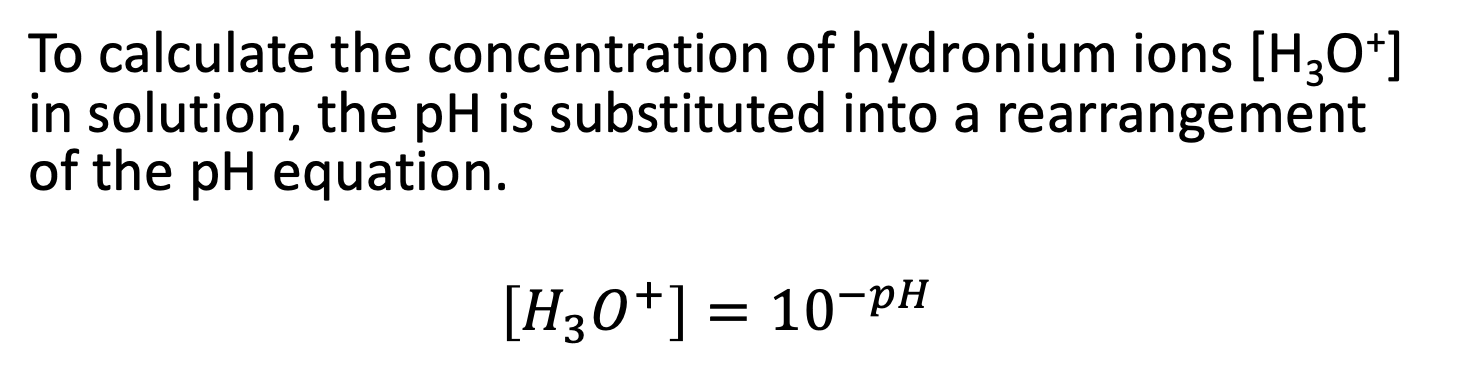 To calculate the concentration of hydronium ions [H₃O⁺]
in solution, the pH is substituted into a rearrangement
of the pH equation.
[H₃O⁺] = 10⁻ᵖᴴ